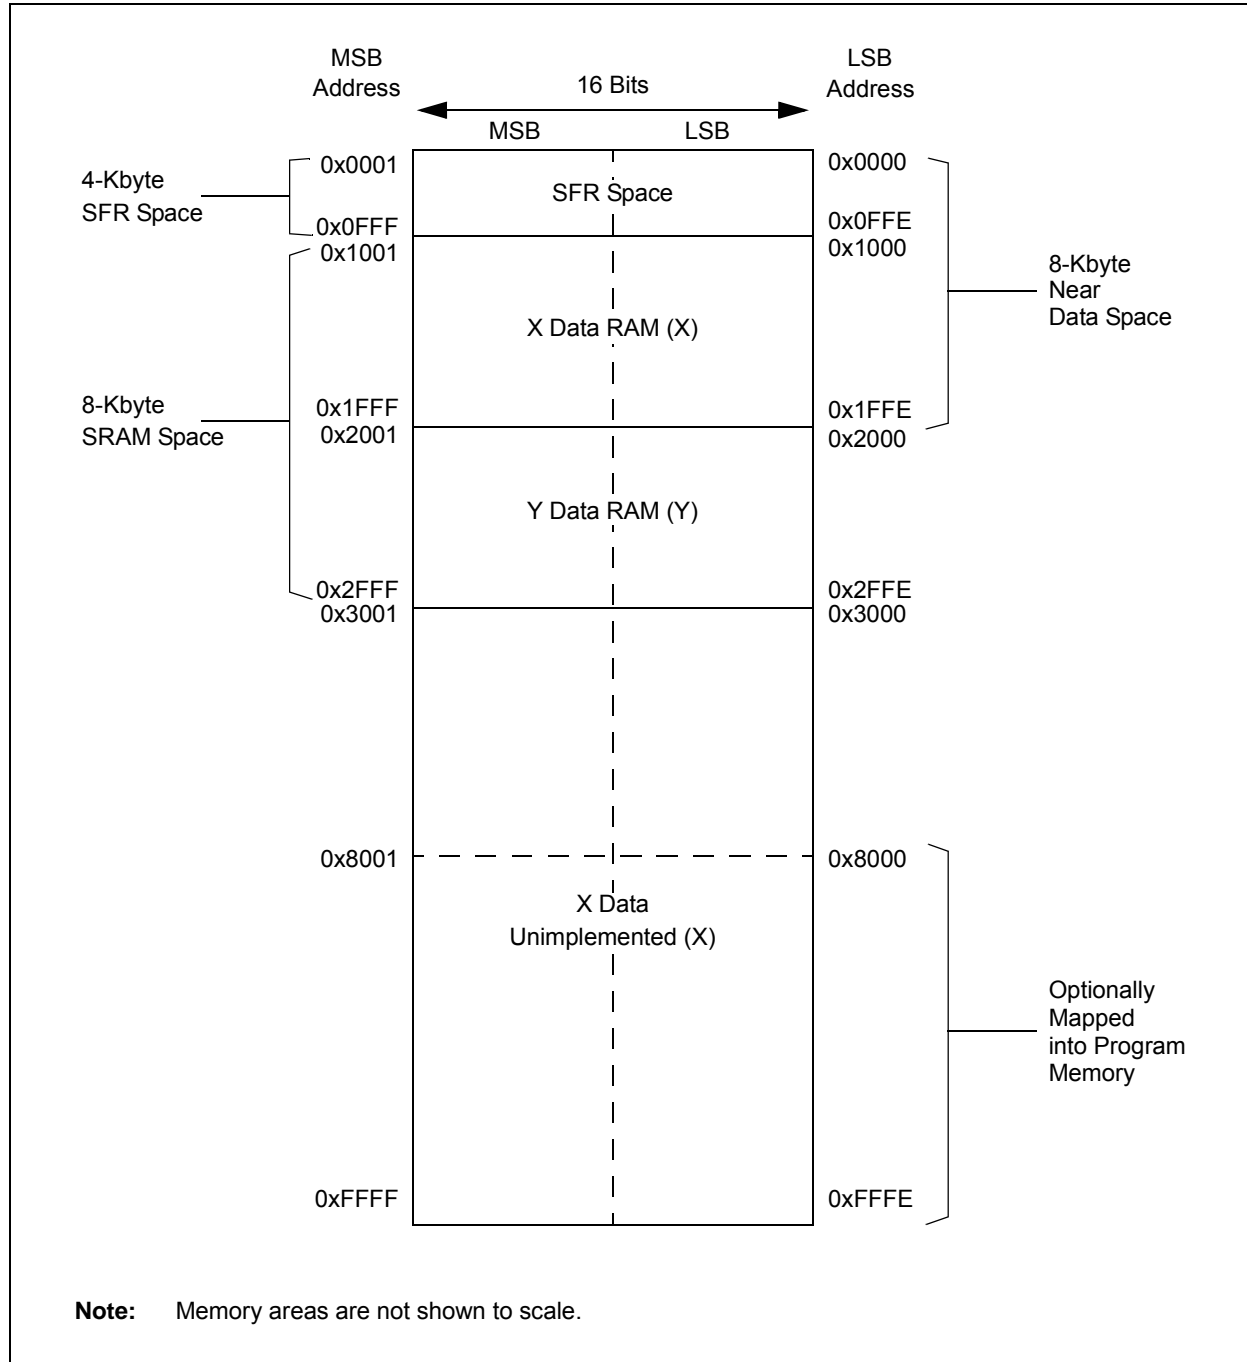 MSB
Address
16 Bits
LSB
Address
MSB
LSB
0x0001
0x0000
4-Kbyte
SFR Space
SFR Space
0x0FFF
0x0FFE
0x1001
0x1000
8-Kbyte
Near
Data Space
X Data RAM (X)
8-Kbyte
SRAM Space
0x1FFF
0x1FFE
0x2001
0x2000
Y Data RAM (Y)
0x2FFF
0x2FFE
0x3001
0x3000
0x8001
0x8000
X Data
Unimplemented (X)
Optionally
Mapped
into Program
Memory
0xFFFF
0xFFFE
Note: Memory areas are not shown to scale.